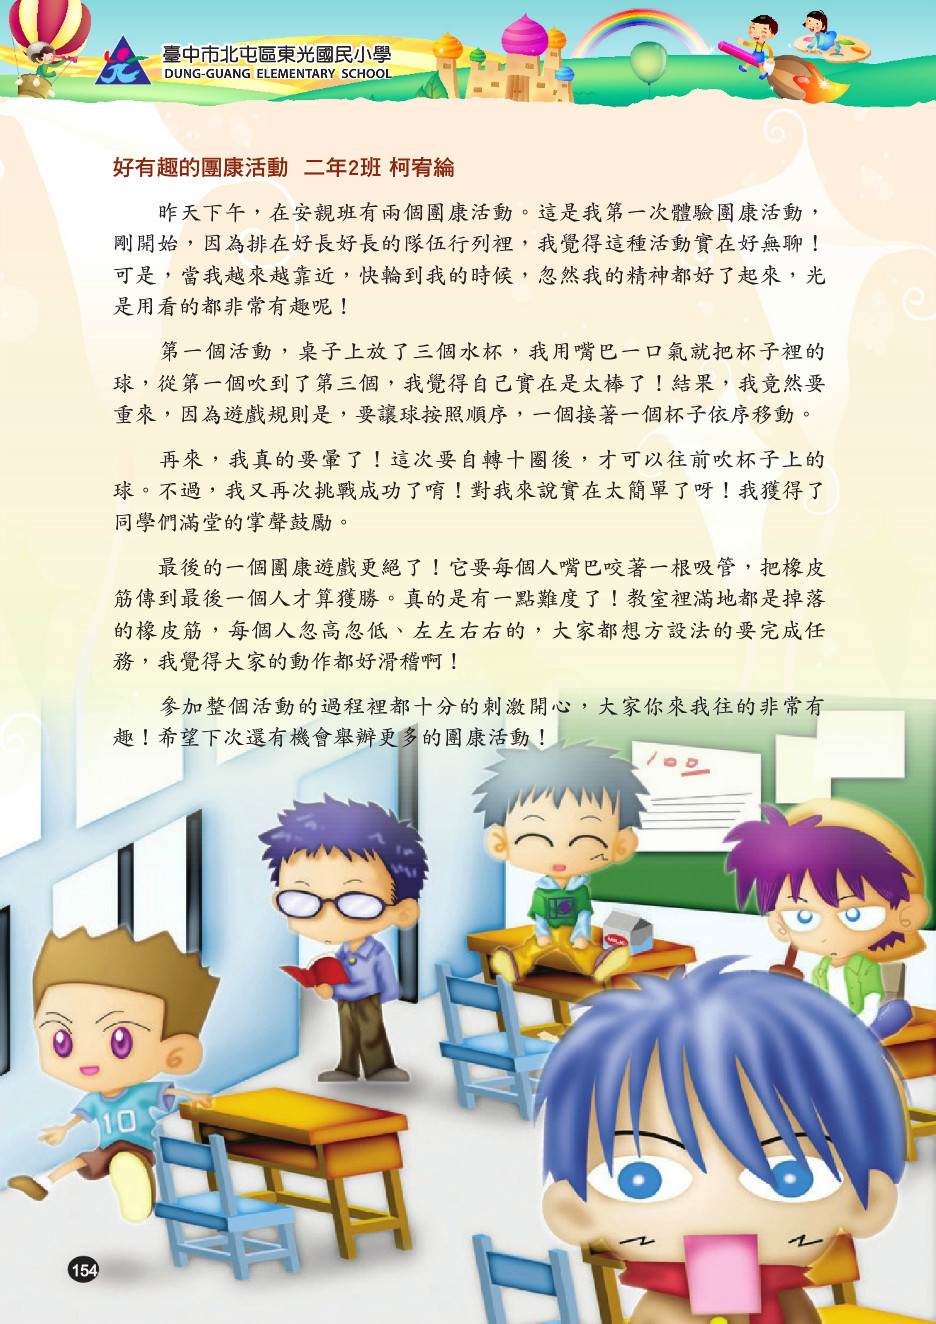 臺中市北屯區東光國民小學
DUNG-GUANG ELEMENTARY SCHOOL
好有趣的團康活動 二年2班 柯宥綸
昨天下午，在安親班有兩個團康活動。這是我第一次體驗團康活動，
剛開始，因為排在好長好長的隊伍行列裡，我覺得這種活動實在好無聊！
可是，當我越來越靠近，快輪到我的時候，忽然我的精神都好了起來，光
是用看的都非常有趣呢！
第一個活動，桌子上放了三個水杯，我用嘴巴一口氣就把杯子裡的
球，從第一個吹到了第三個，我覺得自己實在是太棒了！結果，我竟然要
重來，因為遊戲規則是，要讓球按照順序，一個接著一個杯子依序移動。
再來，我真的要暈了！這次要自轉十圈後，才可以往前吹杯子上的
球。不過，我又再次挑戰成功了唷！對我來說實在太簡單了呀！我獲得了
同學們滿堂的掌聲鼓勵。
最後的一個團康遊戲更絕了！它要每個人嘴巴咬著一根吸管，把橡皮
筋傳到最後一個人才算獲勝。真的是有一點難度了！教室裡滿地都是掉落
的橡皮筋，每個人忽高忽低、左左右右的，大家都想方設法的要完成任
務，我覺得大家的動作都好滑稽啊！
參加整個活動的過程裡都十分的刺激開心，大家你來我往的非常有
趣！希望下次還有機會舉辦更多的團康活動！
100
MILK
10
154